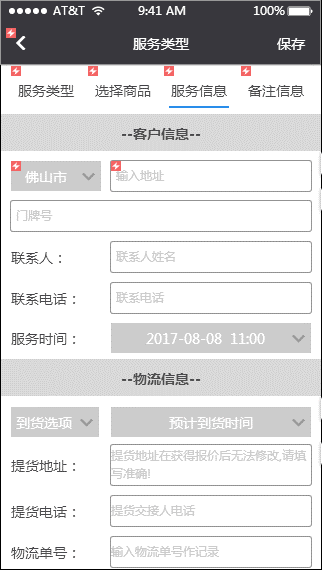 AT&T 9:41 AM 100%
服务类型 保存
服务类型 选择商品 服务信息 备注信息
--客户信息--
佛山市 输入地址
门牌号
联系人： 联系人姓名
联系电话： 联系电话
服务时间： 2017-08-08 11:00
--物流信息--
到货选项 预计到货时间
提货地址： 提货地址在获得报价后无法修改,请填
写准确!
提货电话： 提货交接人电话
物流单号： 输入物流单号作记录